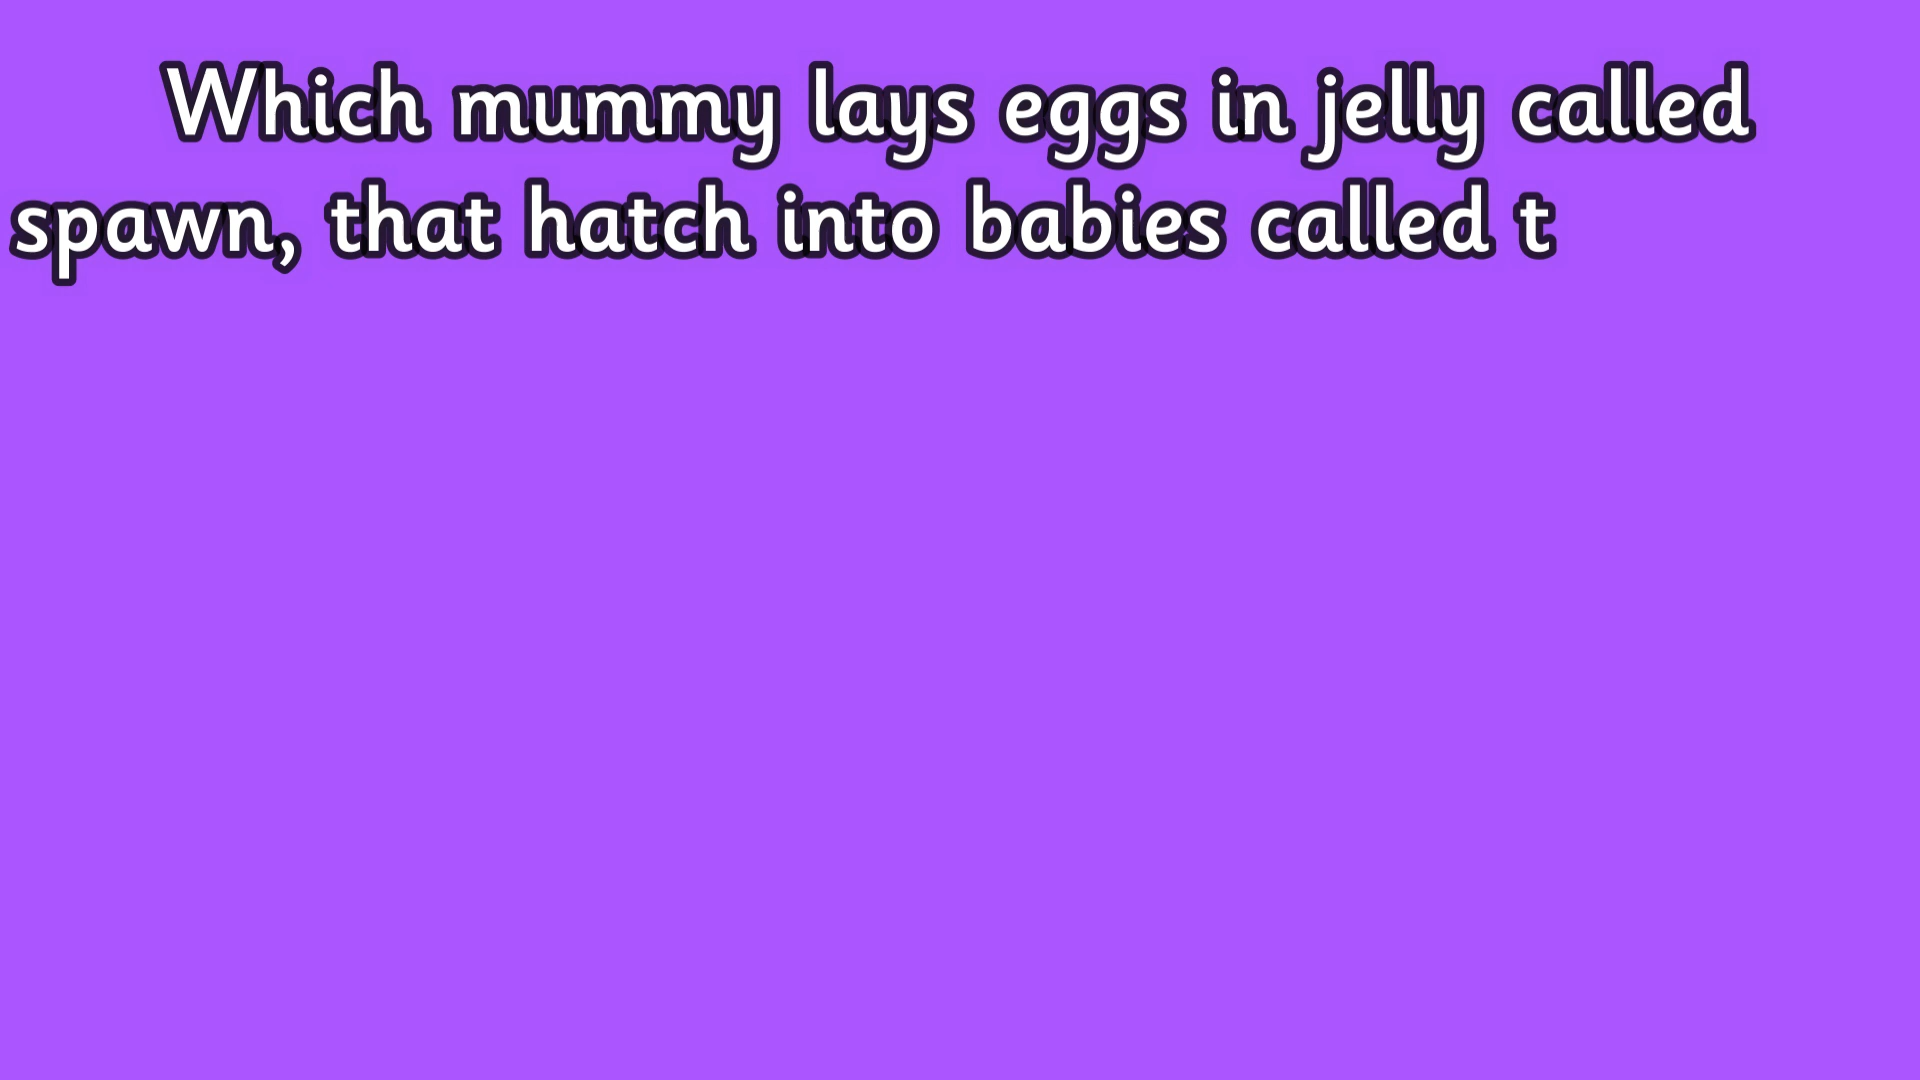 Which mummy lays eggs in jelly called
spawn, that hatch into babies called t